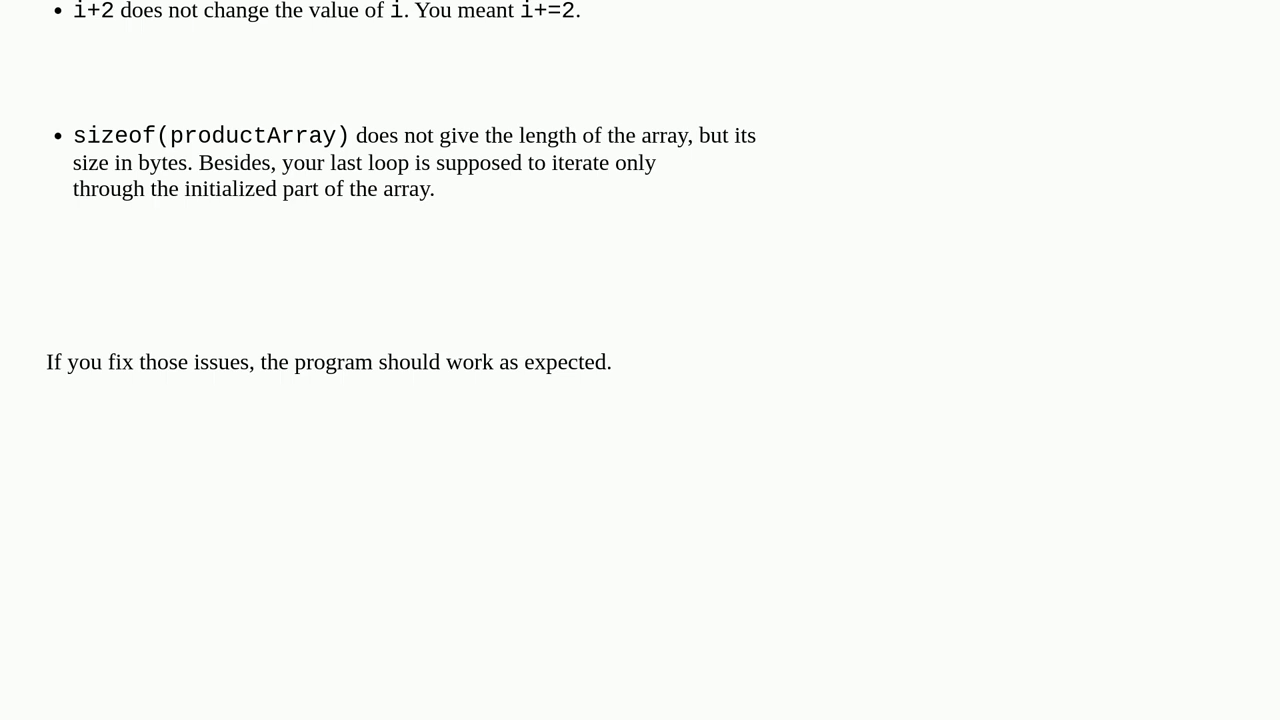 • i+2 does not change the value of i. You meant i+=2.
• sizeof(productArray) does not give the length of the array, but its
size in bytes. Besides, your last loop is supposed to iterate only
through the initialized part of the array.
If you fix those issues, the program should work as expected.